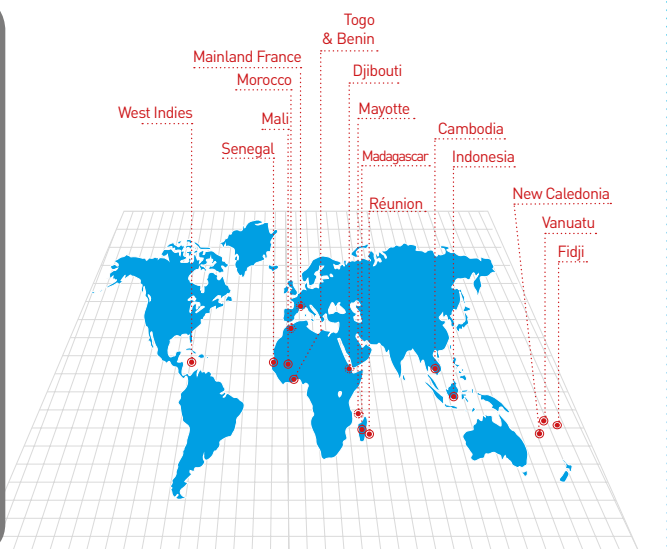 Togo
& Benin
Mainland France
Djibouti
Morocco
Mayotte
West Indies
Mali
Cambodia
Senegal
Madagascar
Indonesia
New Caledonia
Réunion
Vanuatu
Fidji